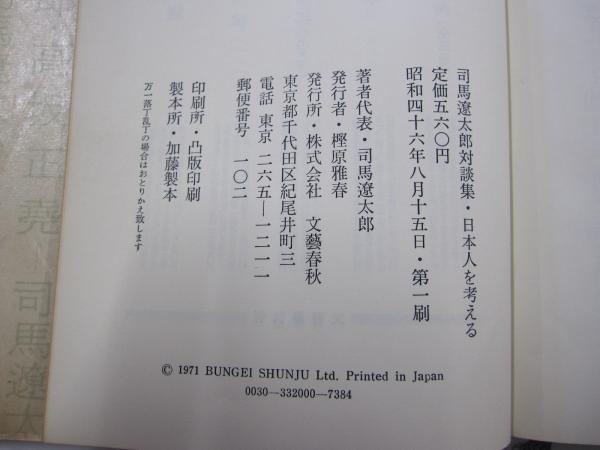 司馬遼太郎対談集・日本人を考える
定価五六〇円
昭和四十六年八月十五日・第一刷
著者代表・司馬遼太郎
発行者・樫原雅春
発行所・株式会社 文藝春秋
東京都千代田区紀尾井町三
電話 東京 二六五―一二一一
郵便番号 一〇二
印刷所・凸版印刷
製本所・加藤製本
万一落丁乱丁の場合はおとりかえ致します
© 1971 BUNGEI SHUNJU Ltd. Printed in Japan
0030―332000―7384
正堯
司馬遼太